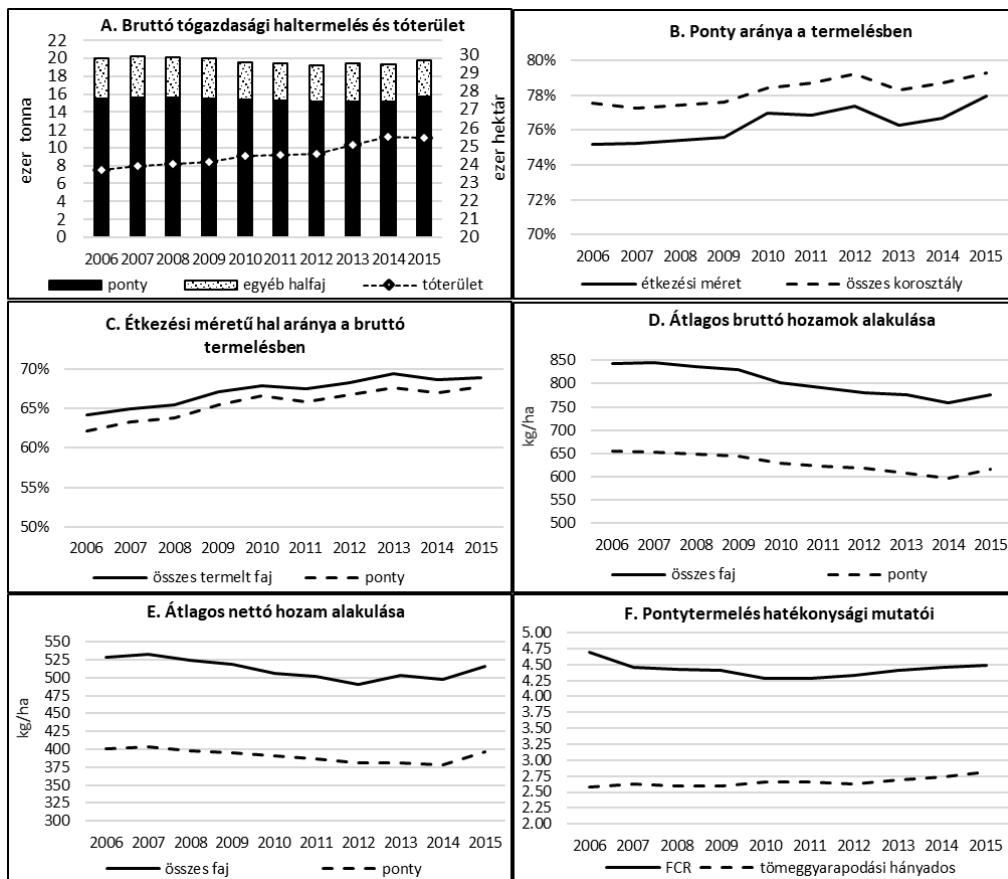 A. Bruttó tógazdasági haltermelés és tóterület
22
20
18
16
14
12
10
8
6
4
2
0
ezer tonna
30
29
28
27
26
25
24
23
22
21
20
ezer hektár
2006 2007 2008 2009 2010 2011 2012 2013 2014 2015
ponty egyéb halfaj tóterület
B. Ponty aránya a termelésben
80%
78%
76%
74%
72%
70%
2006 2007 2008 2009 2010 2011 2012 2013 2014 2015
étkezési méret összes korosztály
C. Étkezési méretű hal aránya a bruttó
termelésben
70%
65%
60%
55%
50%
2006 2007 2008 2009 2010 2011 2012 2013 2014 2015
összes termelt faj ponty
D. Átlagos bruttó hozamok alakulása
850
800
750
700
650
600
550
500
kg/ha
2006 2007 2008 2009 2010 2011 2012 2013 2014 2015
összes faj ponty
E. Átlagos nettó hozam alakulása
550
525
500
475
450
425
400
375
350
325
300
kg/ha
2006 2007 2008 2009 2010 2011 2012 2013 2014 2015
összes faj ponty
F. Pontytermelés hatékonysági mutatói
5.00
4.75
4.50
4.25
4.00
3.75
3.50
3.25
3.00
2.75
2.50
2.25
2.00
2006 2007 2008 2009 2010 2011 2012 2013 2014 2015
FCR tömeggyarapodási hányados